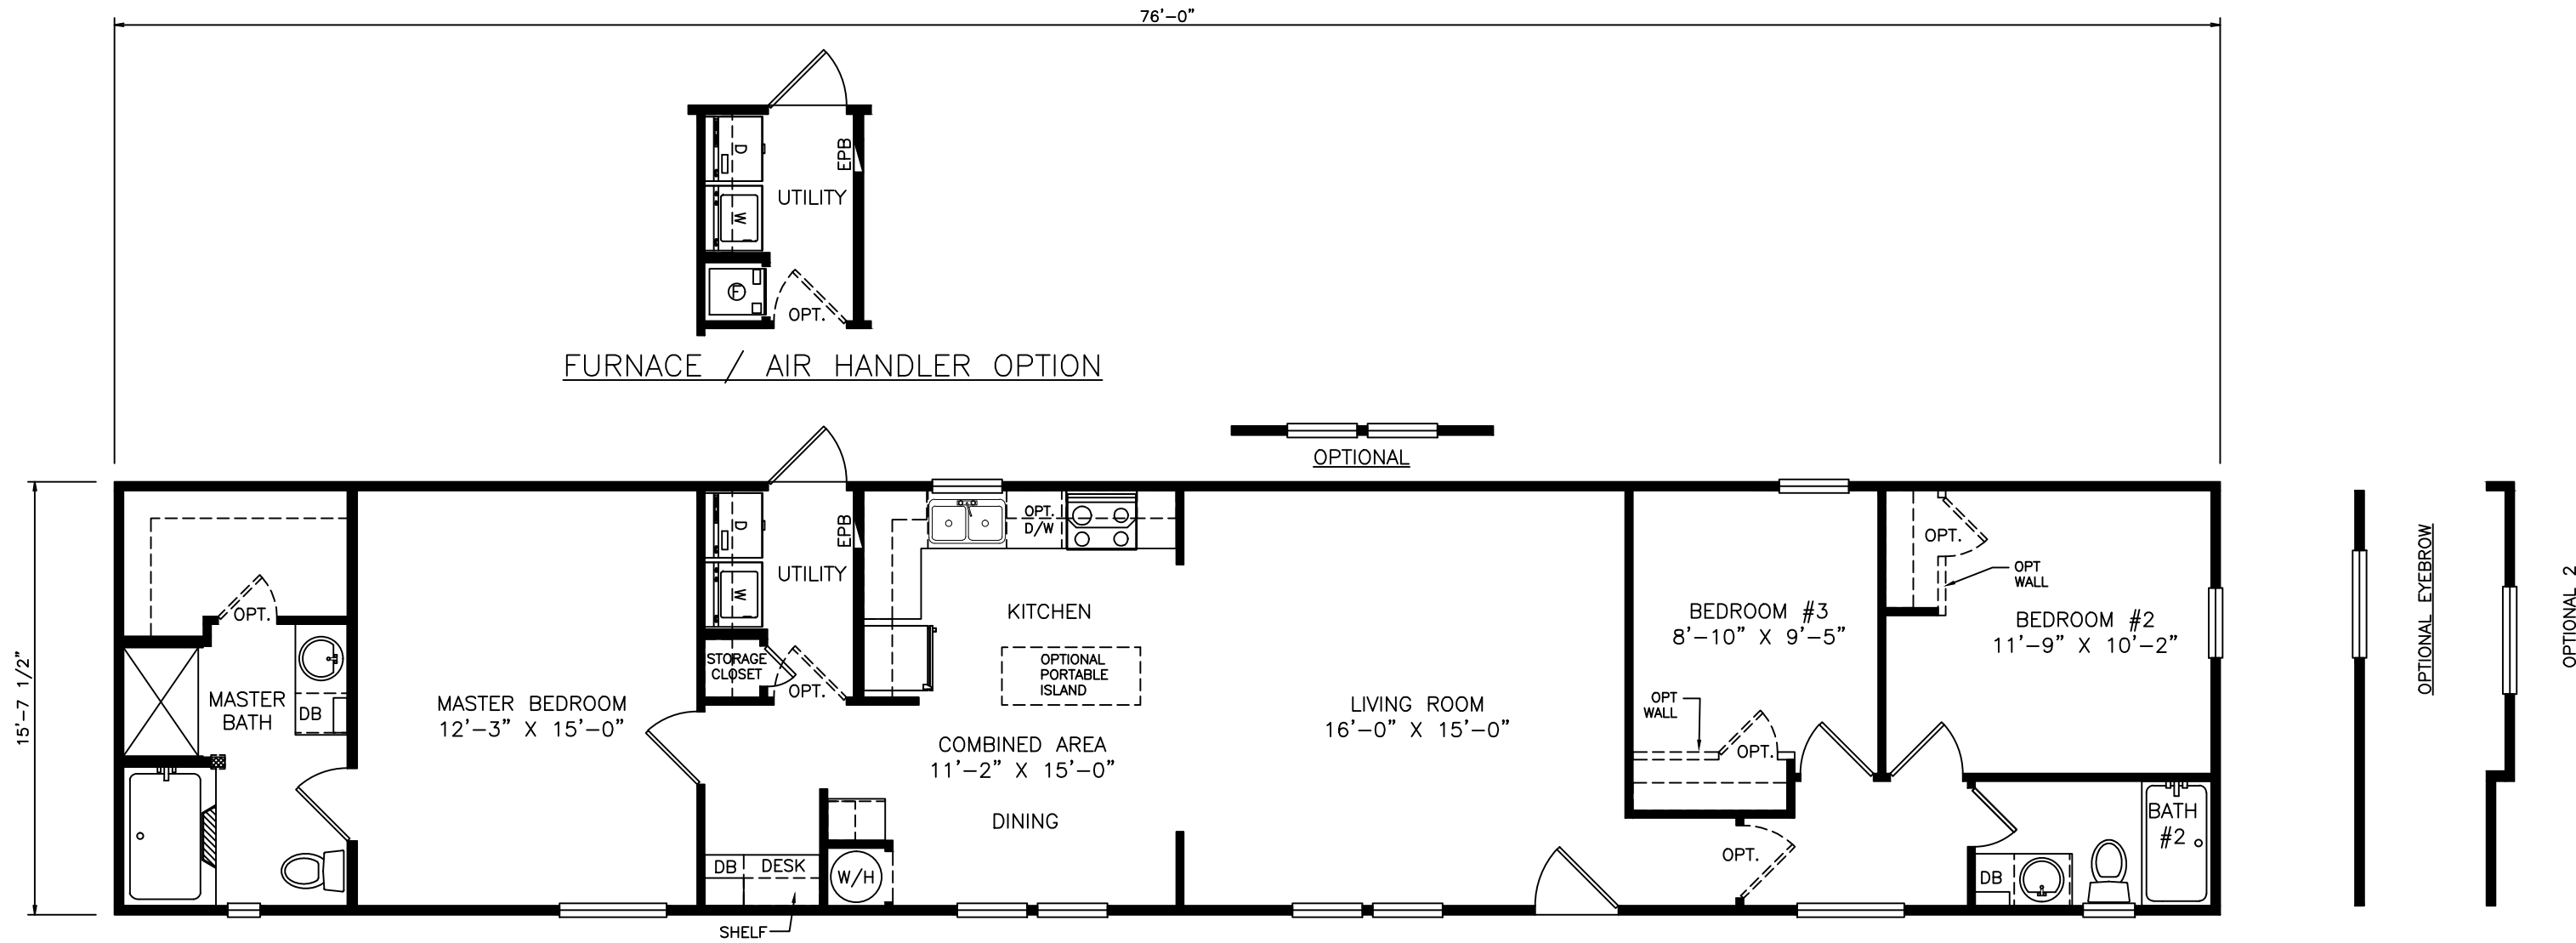 76'-0"
D
EPB
UTILITY
W
F
OPT.
FURNACE / AIR HANDLER OPTION
OPTIONAL
15'-7 1/2"
OPT.
MASTER
BATH
DB
MASTER BEDROOM
12'-3" X 15'-0"
D
EPB
UTILITY
W
STORAGE
CLOSET
OPT.
DB
DESK
SHELF
W/H
OPT.
D/W
KITCHEN
OPTIONAL
PORTABLE
ISLAND
COMBINED AREA
11'-2" X 15'-0"
DINING
LIVING ROOM
16'-0" X 15'-0"
BEDROOM #3
8'-10" X 9'-5"
OPT
WALL
OPT.
OPT.
OPT.
OPT
WALL
BEDROOM #2
11'-9" X 10'-2"
BATH
#2
DB
OPTIONAL EYEBROW
OPTIONAL 2